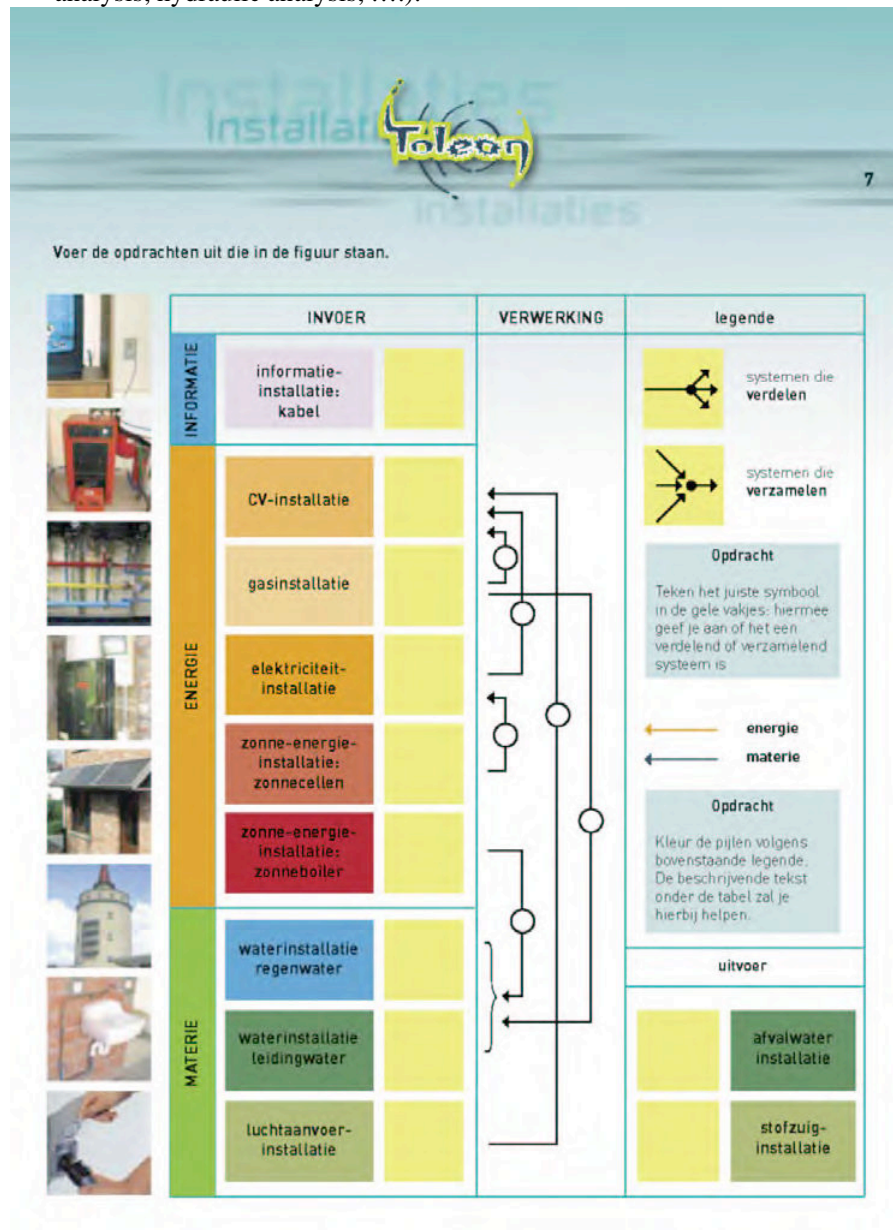 analysis, hydraulic analysis, ....).
Installaties
Installati
Toleon
installaties
7
Voer de opdrachten uit die in de figuur staan.
INVOER
VERWERKING
legende
INFORMATIE
informatie-
installatie:
kabel
systemen die
verdelen
systemen die
verzamelen
ENERGIE
CV-installatie
gasinstallatie
elektriciteit-
installatie
zonne-energie-
installatie:
zonnecellen
zonne-energie-
installatie:
zonneboiler
Opdracht
Teken het juiste symbool
in de gele vakjes: hiermee
geef je aan of het een
verdelend of verzamelend
systeem is
energie
materie
Opdracht
Kleur de pijlen volgens
bovenstaande legende.
De beschrijvende tekst
onder de tabel zal je
hierbij helpen.
MATERIE
waterinstallatie
regenwater
waterinstallatie
leidingwater
luchtaanvoer-
installatie
uitvoer
afvalwater
installatie
stofzuig-
installatie